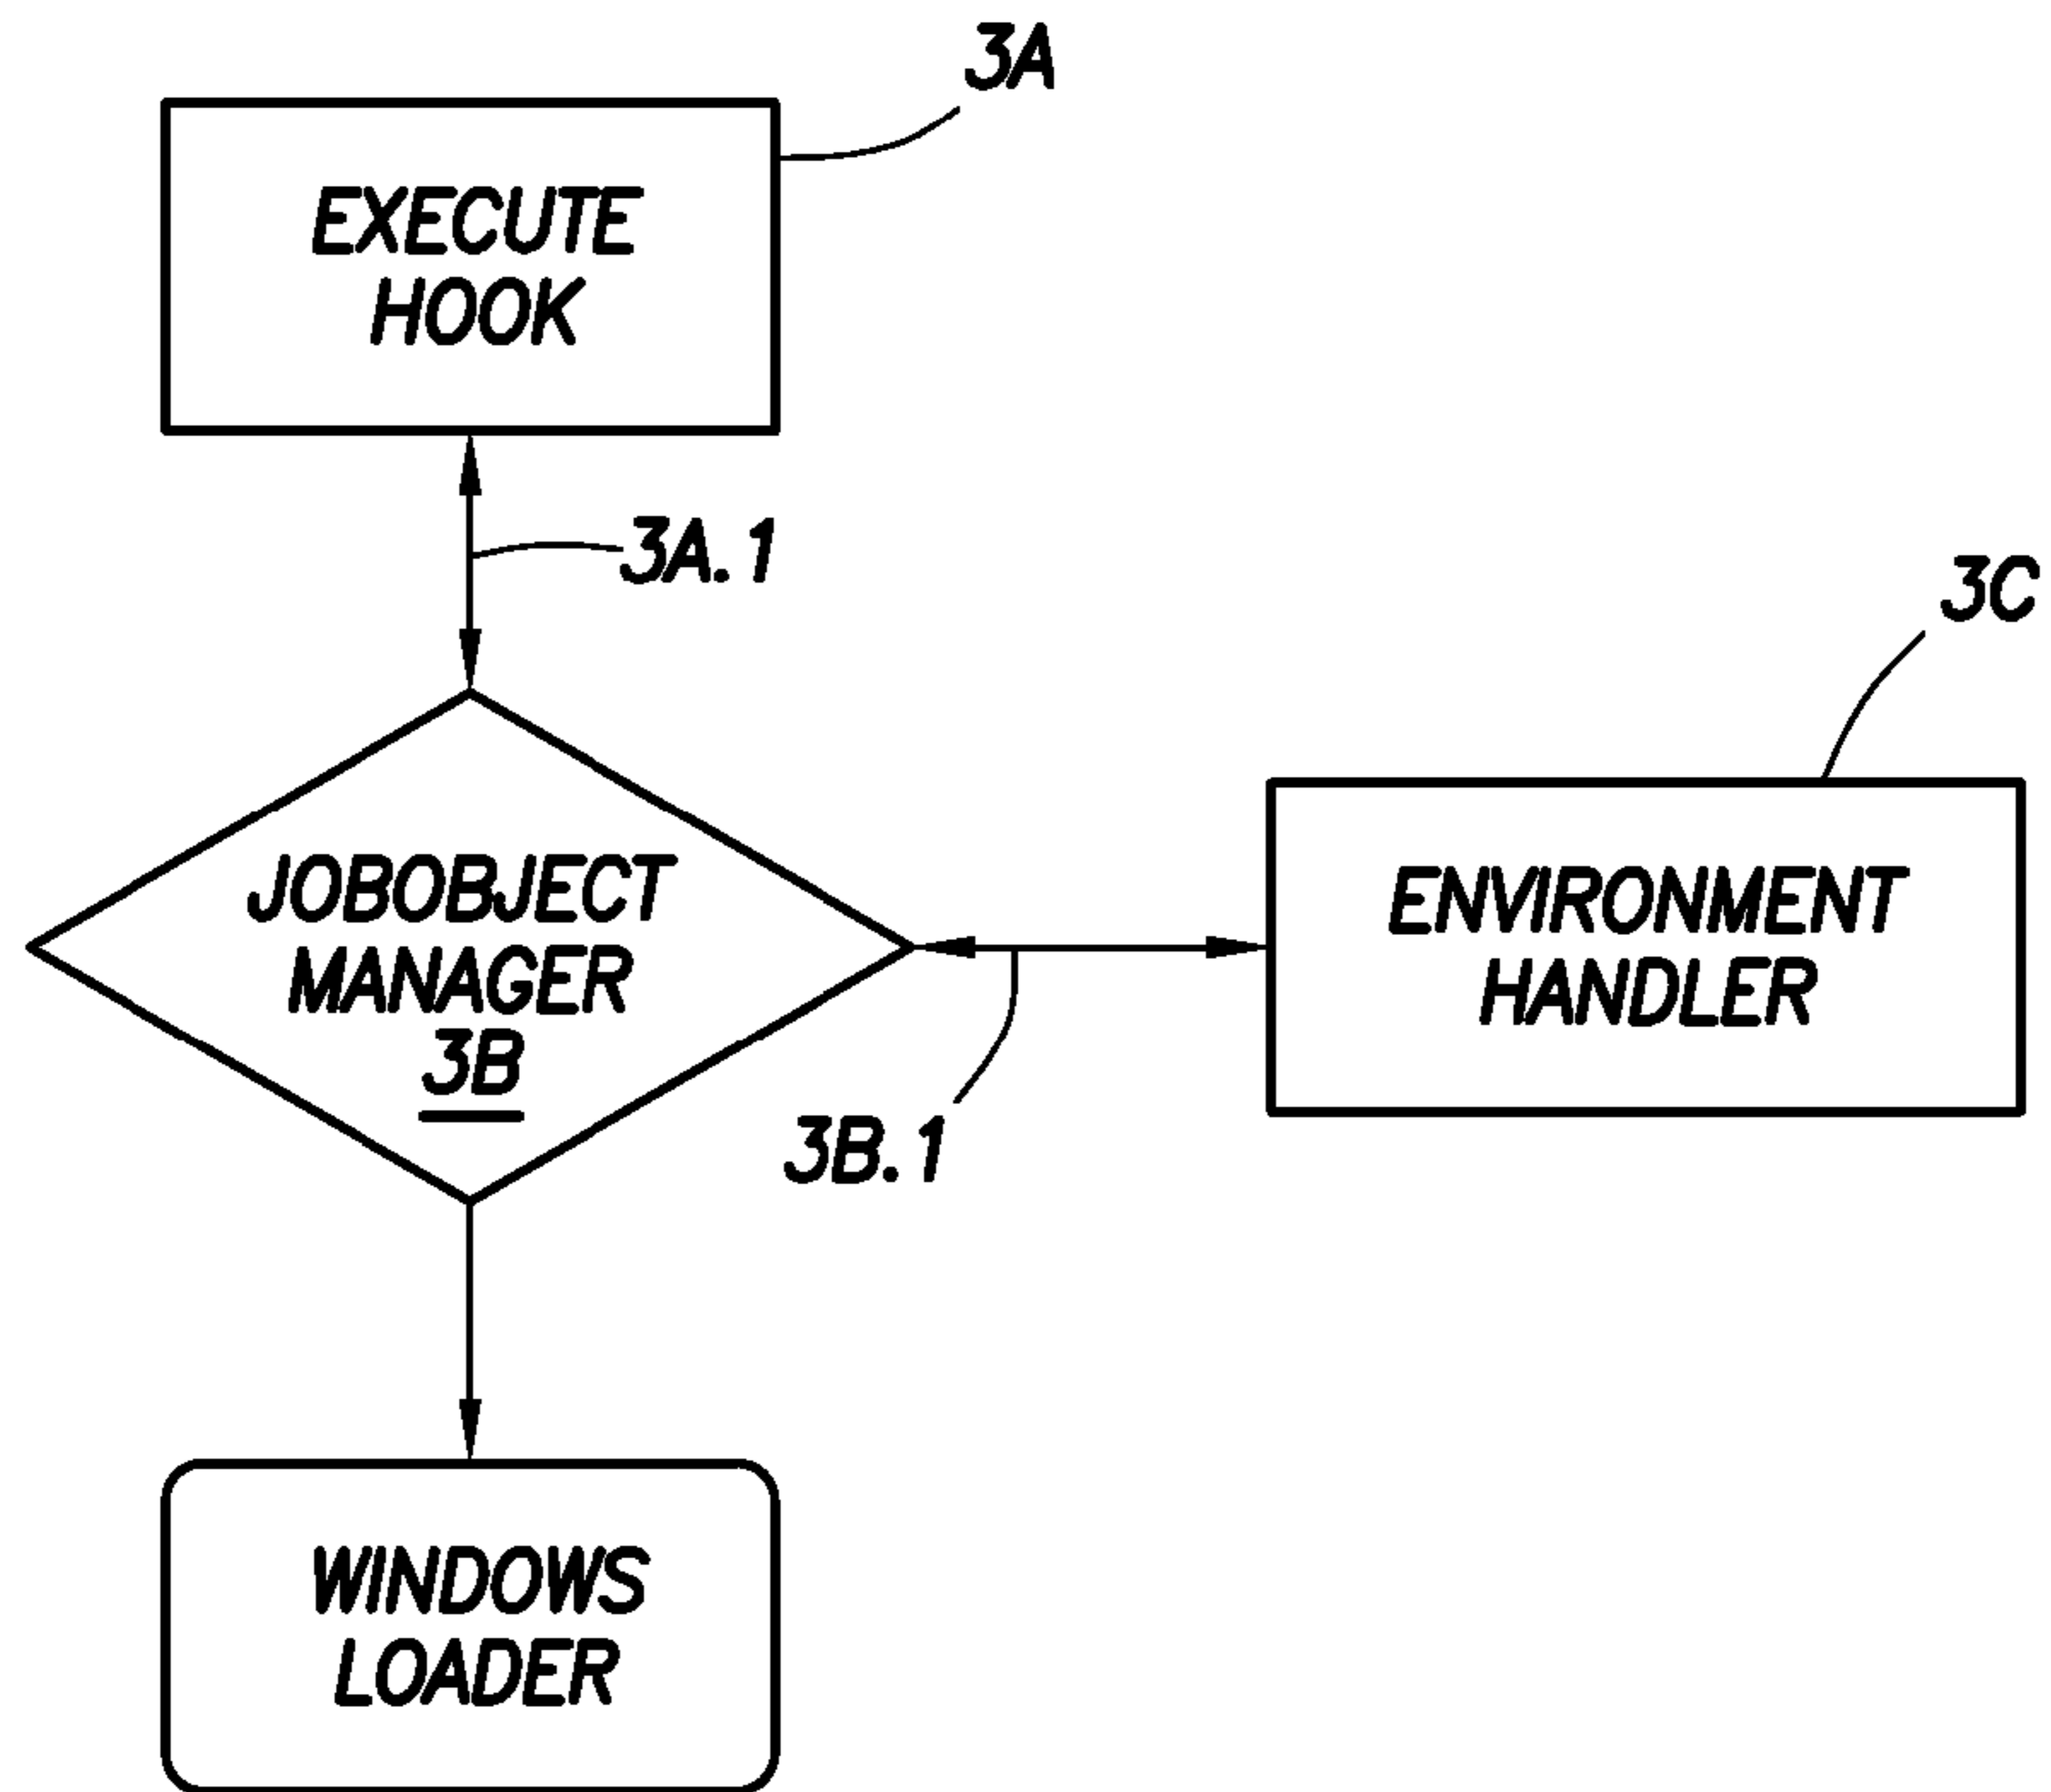 3A
EXECUTE
HOOK
3A.1
3C
JOBOBJECT
MANAGER
3B
ENVIRONMENT
HANDLER
3B.1
WINDOWS
LOADER